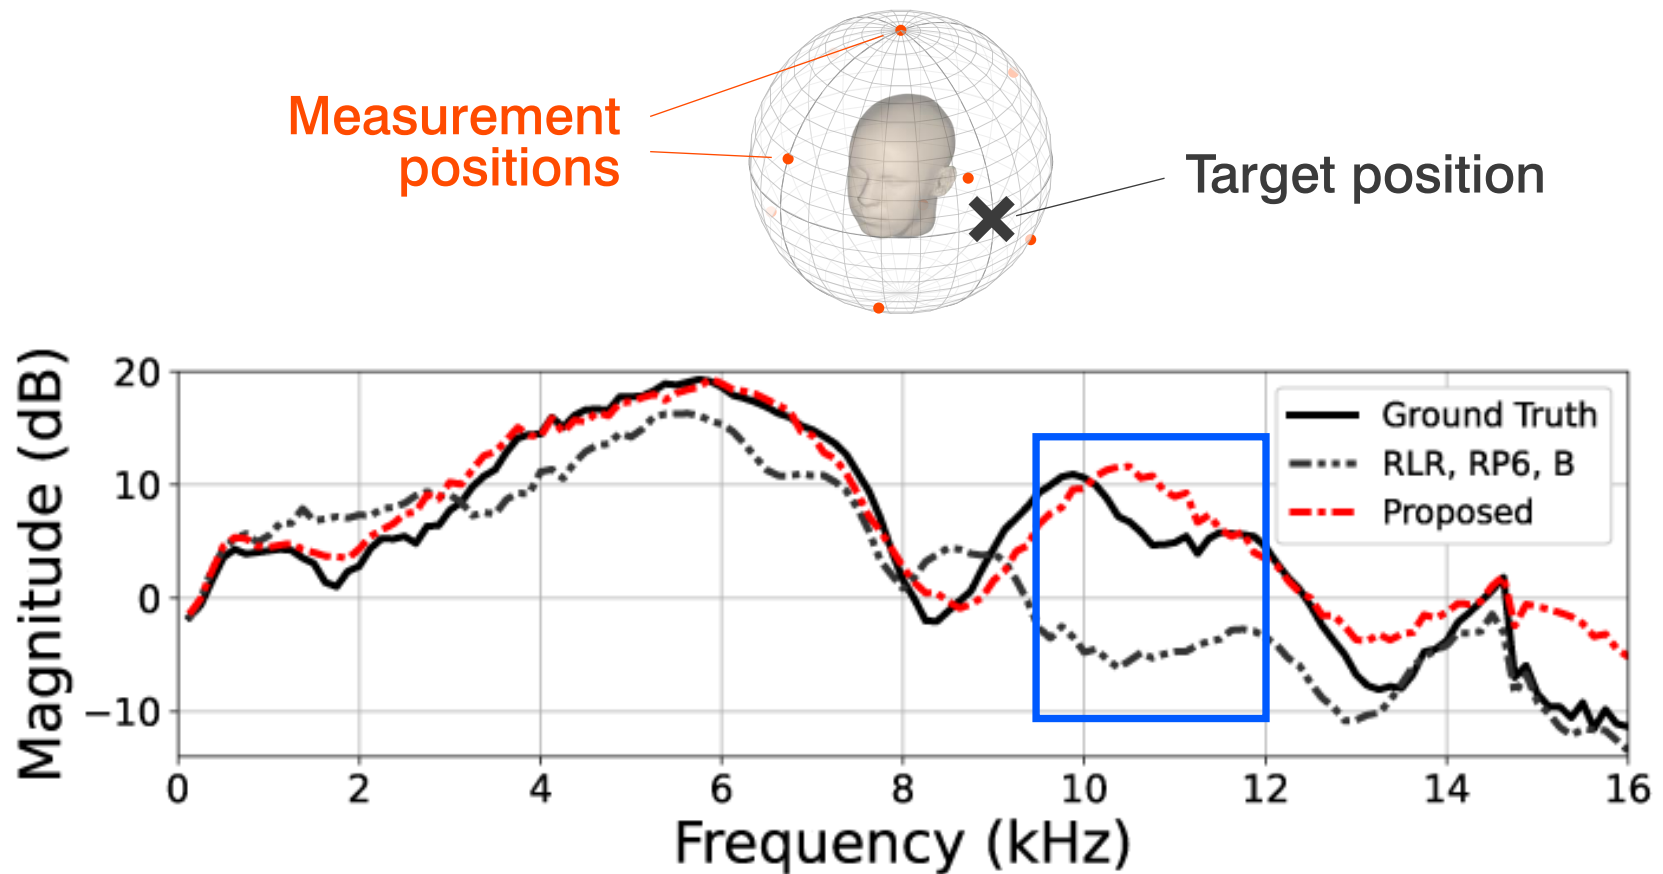 Measurement
positions
Target position
Magnitude (dB)
20
10
0
−10
Ground Truth
RLR, RP6, B
Proposed
0 2 4 6 8 10 12 14 16
Frequency (kHz)